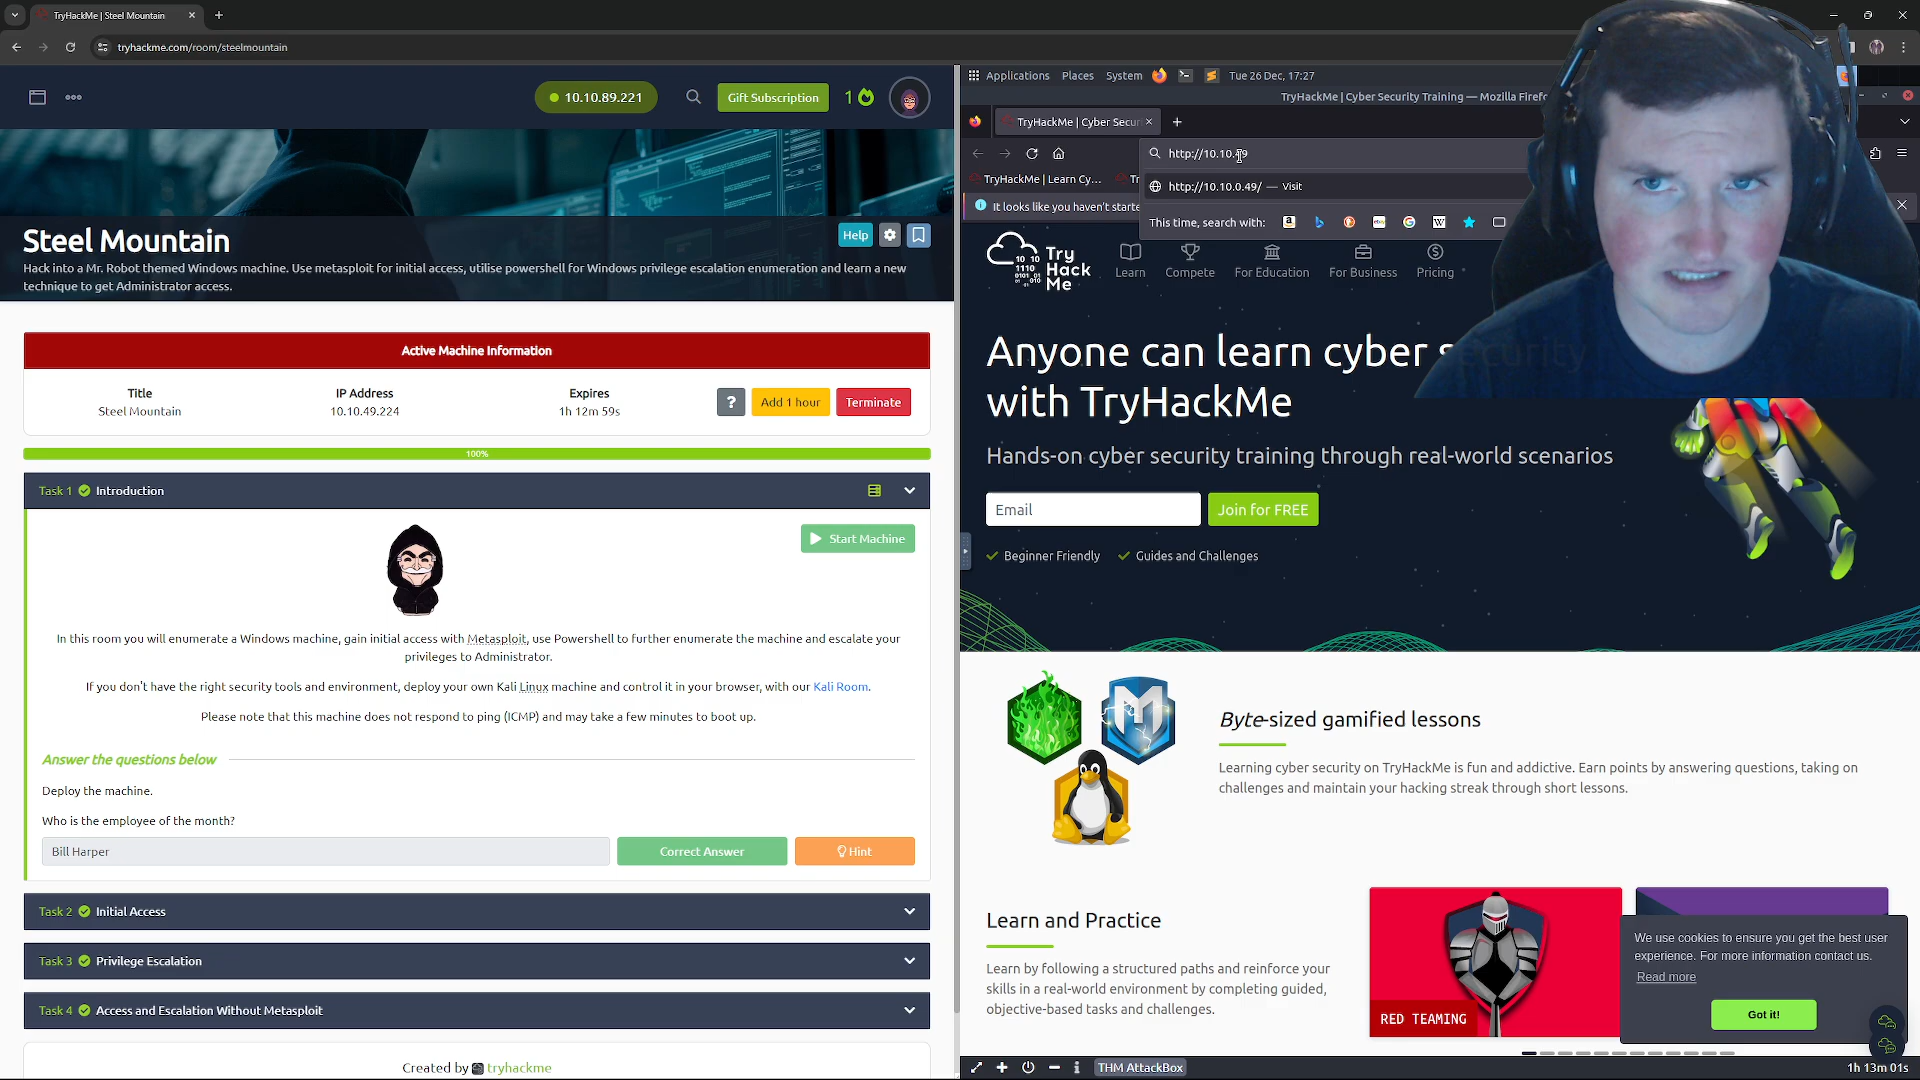 TryHackMe | Steel Mountain
tryhackme.com/room/steelmountain
10.10.89.221
Gift Subscription
1
Steel Mountain
Help
Hack into a Mr. Robot themed Windows machine. Use metasploit for initial access, utilise powershell for Windows privilege escalation enumeration and learn a new
technique to get Administrator access.
Active Machine Information
Title
IP Address
Expires
Steel Mountain
10.10.49.224
1h 12m 59s
?
Add 1 hour
Terminate
100%
Task 1
Introduction
Start Machine
In this room you will enumerate a Windows machine, gain initial access with Metasploit, use Powershell to further enumerate the machine and escalate your
privileges to Administrator.
If you don't have the right security tools and environment, deploy your own Kali Linux machine and control it in your browser, with our Kali Room.
Please note that this machine does not respond to ping (ICMP) and may take a few minutes to boot up.
Answer the questions below
Deploy the machine.
Who is the employee of the month?
Bill Harper
Correct Answer
Hint
Task 2
Initial Access
Task 3
Privilege Escalation
Task 4
Access and Escalation Without Metasploit
Created by tryhackme
Applications Places System
Tue 26 Dec, 17:27
TryHackMe | Cyber Security Training — Mozilla Firef
TryHackMe | Cyber Secur
http://10.10.49
TryHackMe | Learn Cy...
Tr
http://10.10.0.49/ — Visit
It looks like you haven't starte
This time, search with:
Try
Hack
Me
Learn
Compete
For Education
For Business
Pricing
Anyone can learn cyber security
with TryHackMe
Hands-on cyber security training through real-world scenarios
Email
Join for FREE
Beginner Friendly
Guides and Challenges
Byte-sized gamified lessons
Learning cyber security on TryHackMe is fun and addictive. Earn points by answering questions, taking on
challenges and maintain your hacking streak through short lessons.
Learn and Practice
Learn by following a structured paths and reinforce your
skills in a real-world environment by completing guided,
objective-based tasks and challenges.
RED TEAMING
We use cookies to ensure you get the best user
experience. For more information contact us.
Read more
Got it!
THM AttackBox
1h 13m 01s